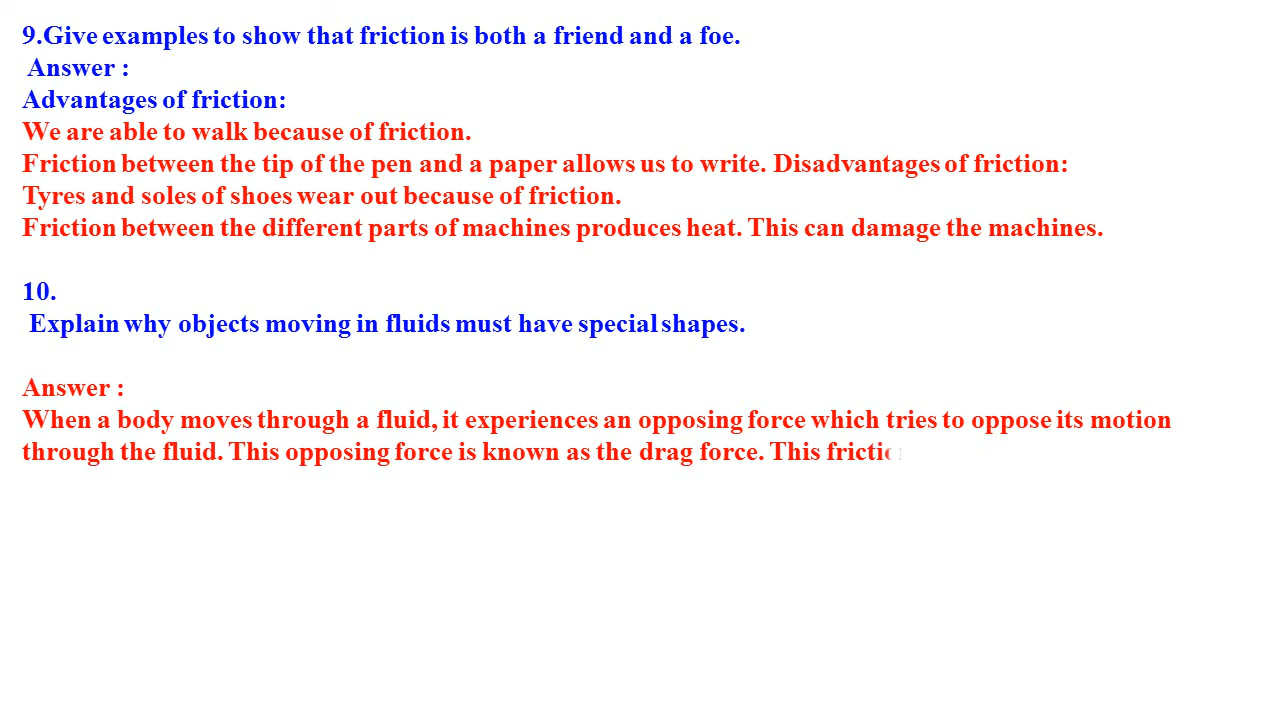 9.Give examples to show that friction is both a friend and a foe.
Answer :
Advantages of friction:
We are able to walk because of friction.
Friction between the tip of the pen and a paper allows us to write. Disadvantages of friction:
Tyres and soles of shoes wear out because of friction.
Friction between the different parts of machines produces heat. This can damage the machines.
10.
Explain why objects moving in fluids must have special shapes.
Answer :
When a body moves through a fluid, it experiences an opposing force which tries to oppose its motion
through the fluid. This opposing force is known as the drag force. This